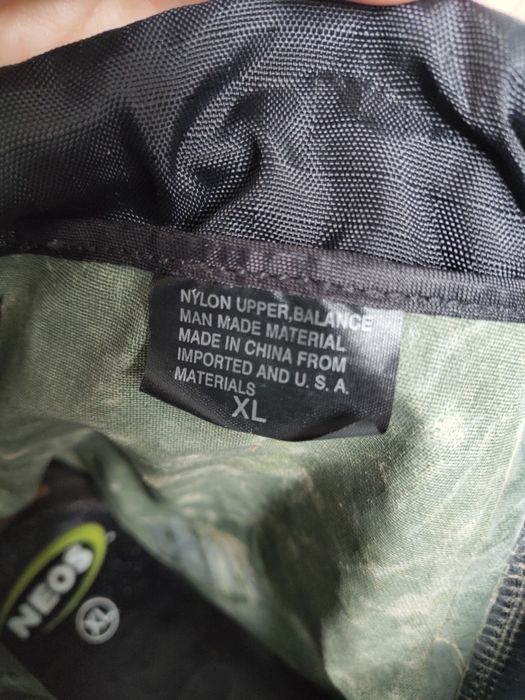 NYLON UPPER,BALANCE
MAN MADE MATERIAL
MADE IN CHINA FROM
IMPORTED AND U. S. A.
MATERIALS
XL
NEOS
XL